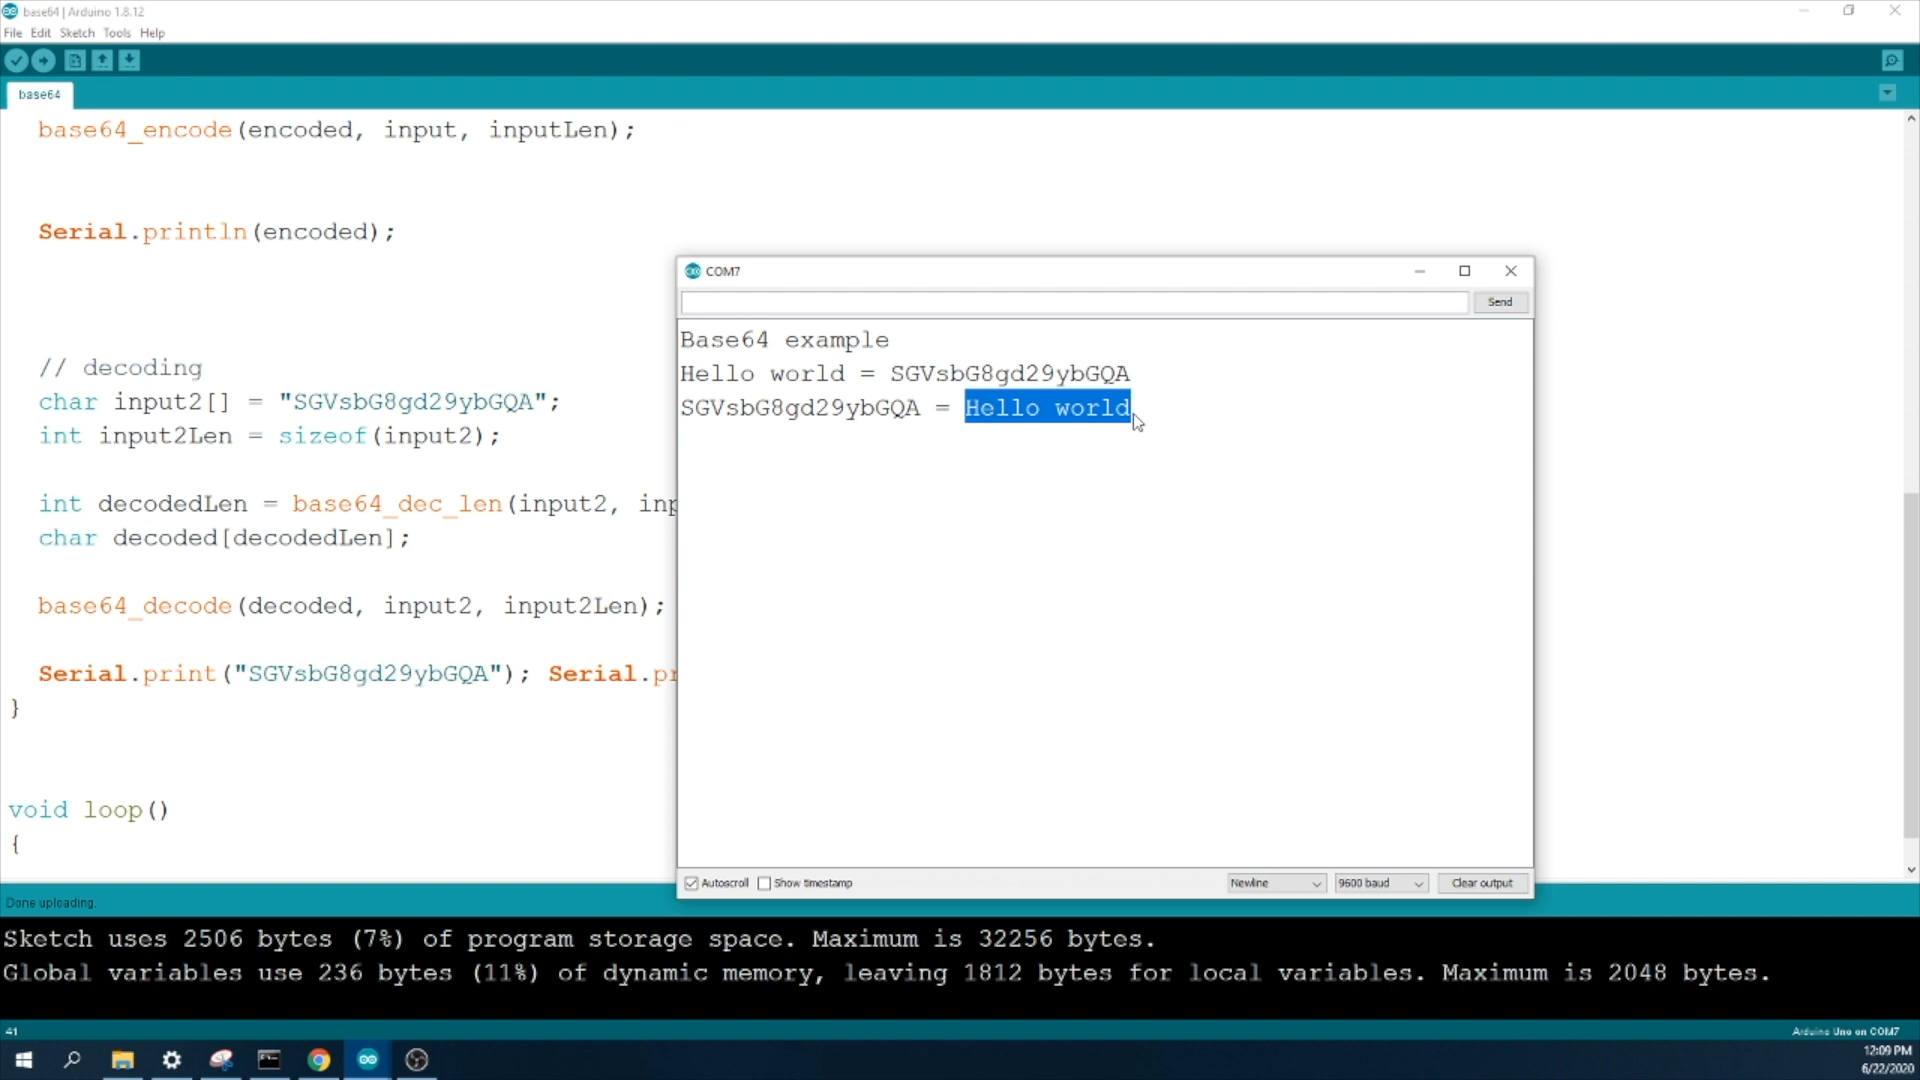 base64 | Arduino 1.8.12
File Edit Sketch Tools Help
base64
base64_encode(encoded, input, inputLen);
Serial.println(encoded);
// decoding
char input2[] = "SGVsbG8gd29ybGQA";
int input2Len = sizeof(input2);
int decodedLen = base64_dec_len(input2, inp
char decoded[decodedLen];
base64_decode(decoded, input2, input2Len);
Serial.print("SGVsbG8gd29ybGQA"); Serial.pr
}
void loop()
{
COM7
Send
Base64 example
Hello world = SGVsbG8gd29ybGQA
SGVsbG8gd29ybGQA = Hello world
Autoscroll Show timestamp Newline 9600 baud Clear output
Done uploading.
Sketch uses 2506 bytes (7%) of program storage space. Maximum is 32256 bytes.
Global variables use 236 bytes (11%) of dynamic memory, leaving 1812 bytes for local variables. Maximum is 2048 bytes.
41 Arduino Uno on COM7
12:09 PM
6/22/2020